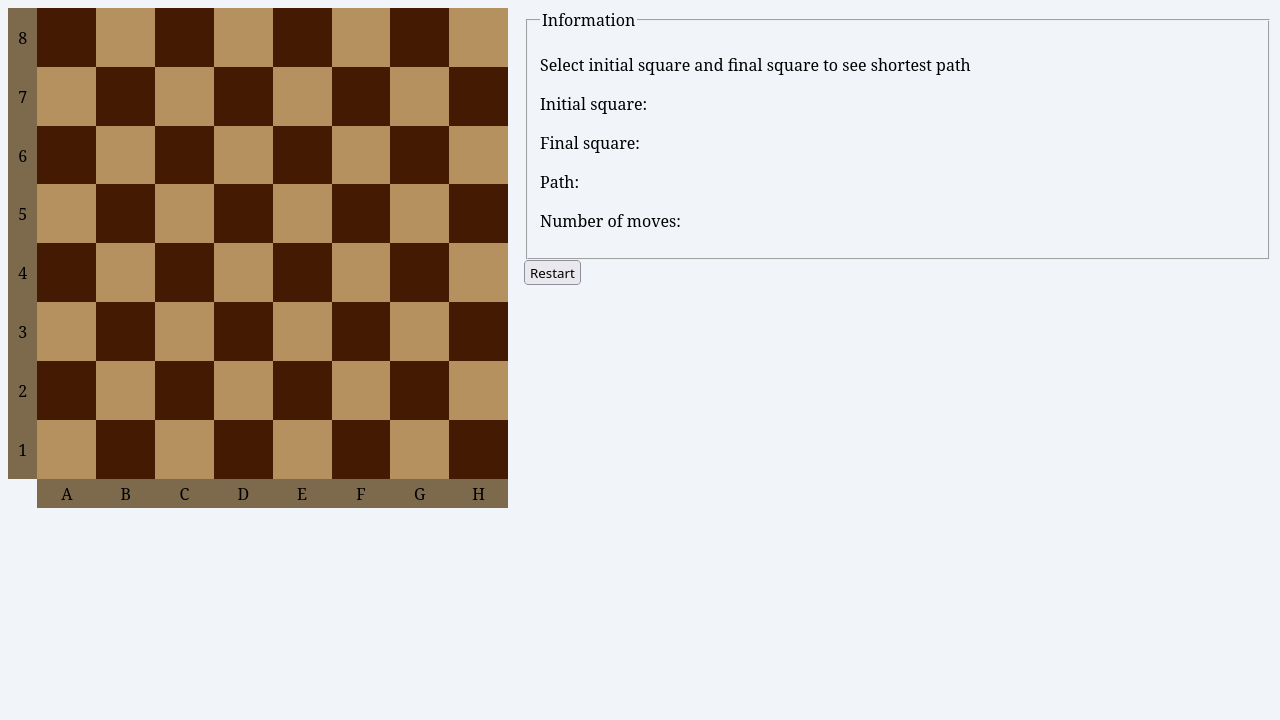 8
7
6
5
4
3
2
1
A B C D E F G H
Information
Select initial square and final square to see shortest path
Initial square:
Final square:
Path:
Number of moves:
Restart